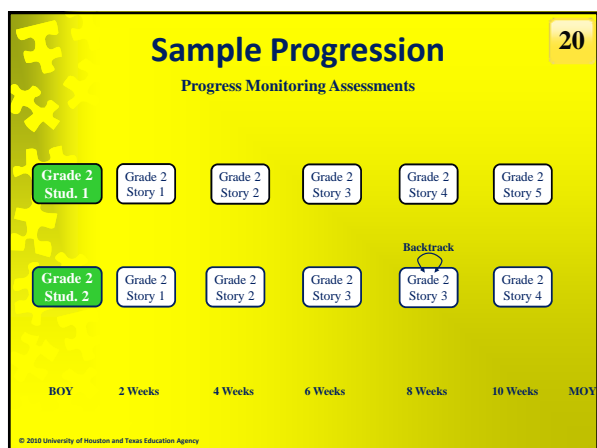 Sample Progression
20
Progress Monitoring Assessments
Grade 2
Stud. 1
Grade 2
Story 1
Grade 2
Story 2
Grade 2
Story 3
Grade 2
Story 4
Grade 2
Story 5
Backtrack
Grade 2
Stud. 2
Grade 2
Story 1
Grade 2
Story 2
Grade 2
Story 3
Grade 2
Story 3
Grade 2
Story 4
BOY 2 Weeks 4 Weeks 6 Weeks 8 Weeks 10 Weeks MOY
© 2010 University of Houston and Texas Education Agency